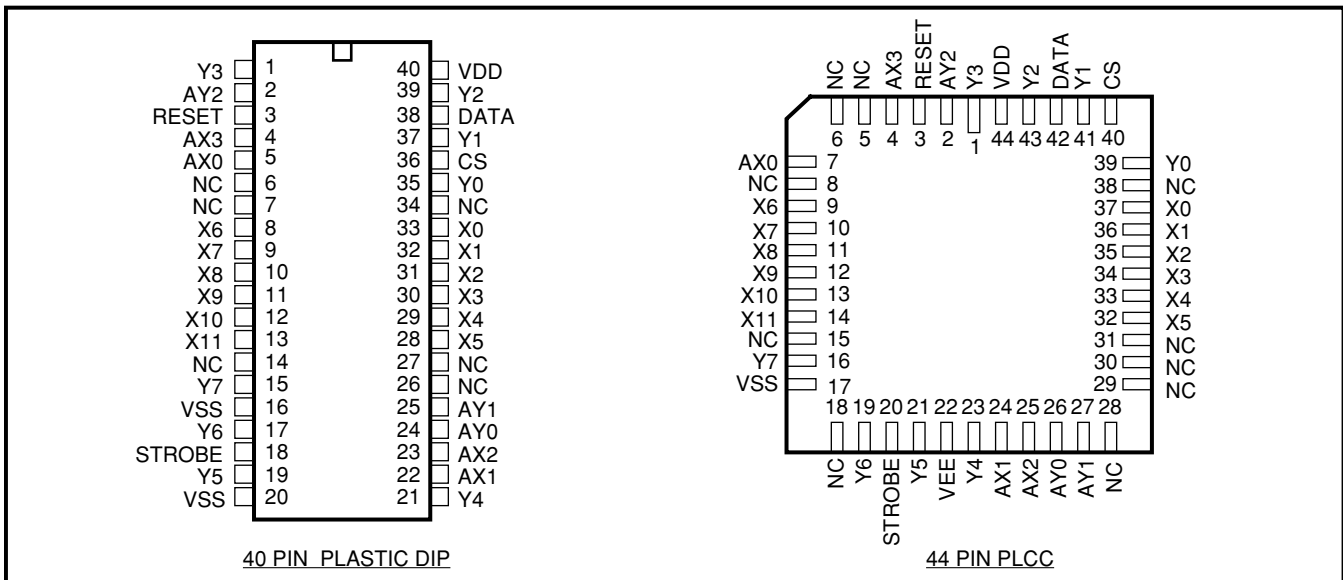 Y3 1 40 VDD
AY2 2 39 Y2
RESET 3 38 DATA
AX3 4 37 Y1
AX0 5 36 CS
NC 6 35 Y0
NC 7 34 NC
X6 8 33 X0
X7 9 32 X1
X8 10 31 X2
X9 11 30 X3
X10 12 29 X4
X11 13 28 X5
NC 14 27 NC
Y7 15 26 NC
VSS 16 25 AY1
Y6 17 24 AY0
STROBE 18 23 AX2
Y5 19 22 AX1
VSS 20 21 Y4
40 PIN PLASTIC DIP
NC NC AX3 RESET AY2 Y3 VDD Y2 DATA Y1 CS
6 5 4 3 2 1 44 43 42 41 40
AX0 7 39 Y0
NC 8 38 NC
X6 9 37 X0
X7 10 36 X1
X8 11 35 X2
X9 12 34 X3
X10 13 33 X4
X11 14 32 X5
NC 15 31 NC
Y7 16 30 NC
VSS 17 29 NC
18 19 20 21 22 23 24 25 26 27 28
NC Y6 STROBE Y5 VEE Y4 AX1 AX2 AY0 AY1 NC
44 PIN PLCC